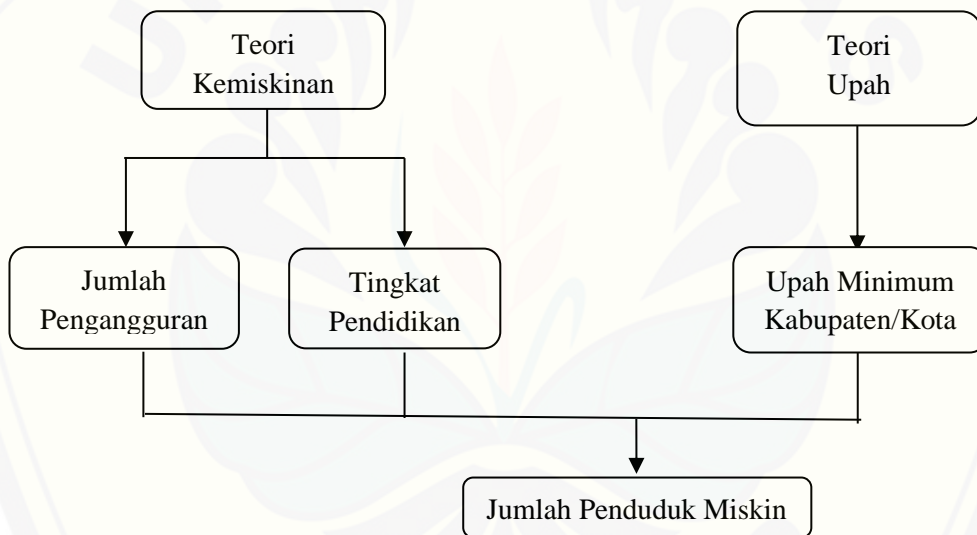 Teori
Kemiskinan
Teori
Upah
Jumlah
Pengangguran
Tingkat
Pendidikan
Upah Minimum
Kabupaten/Kota
Jumlah Penduduk Miskin